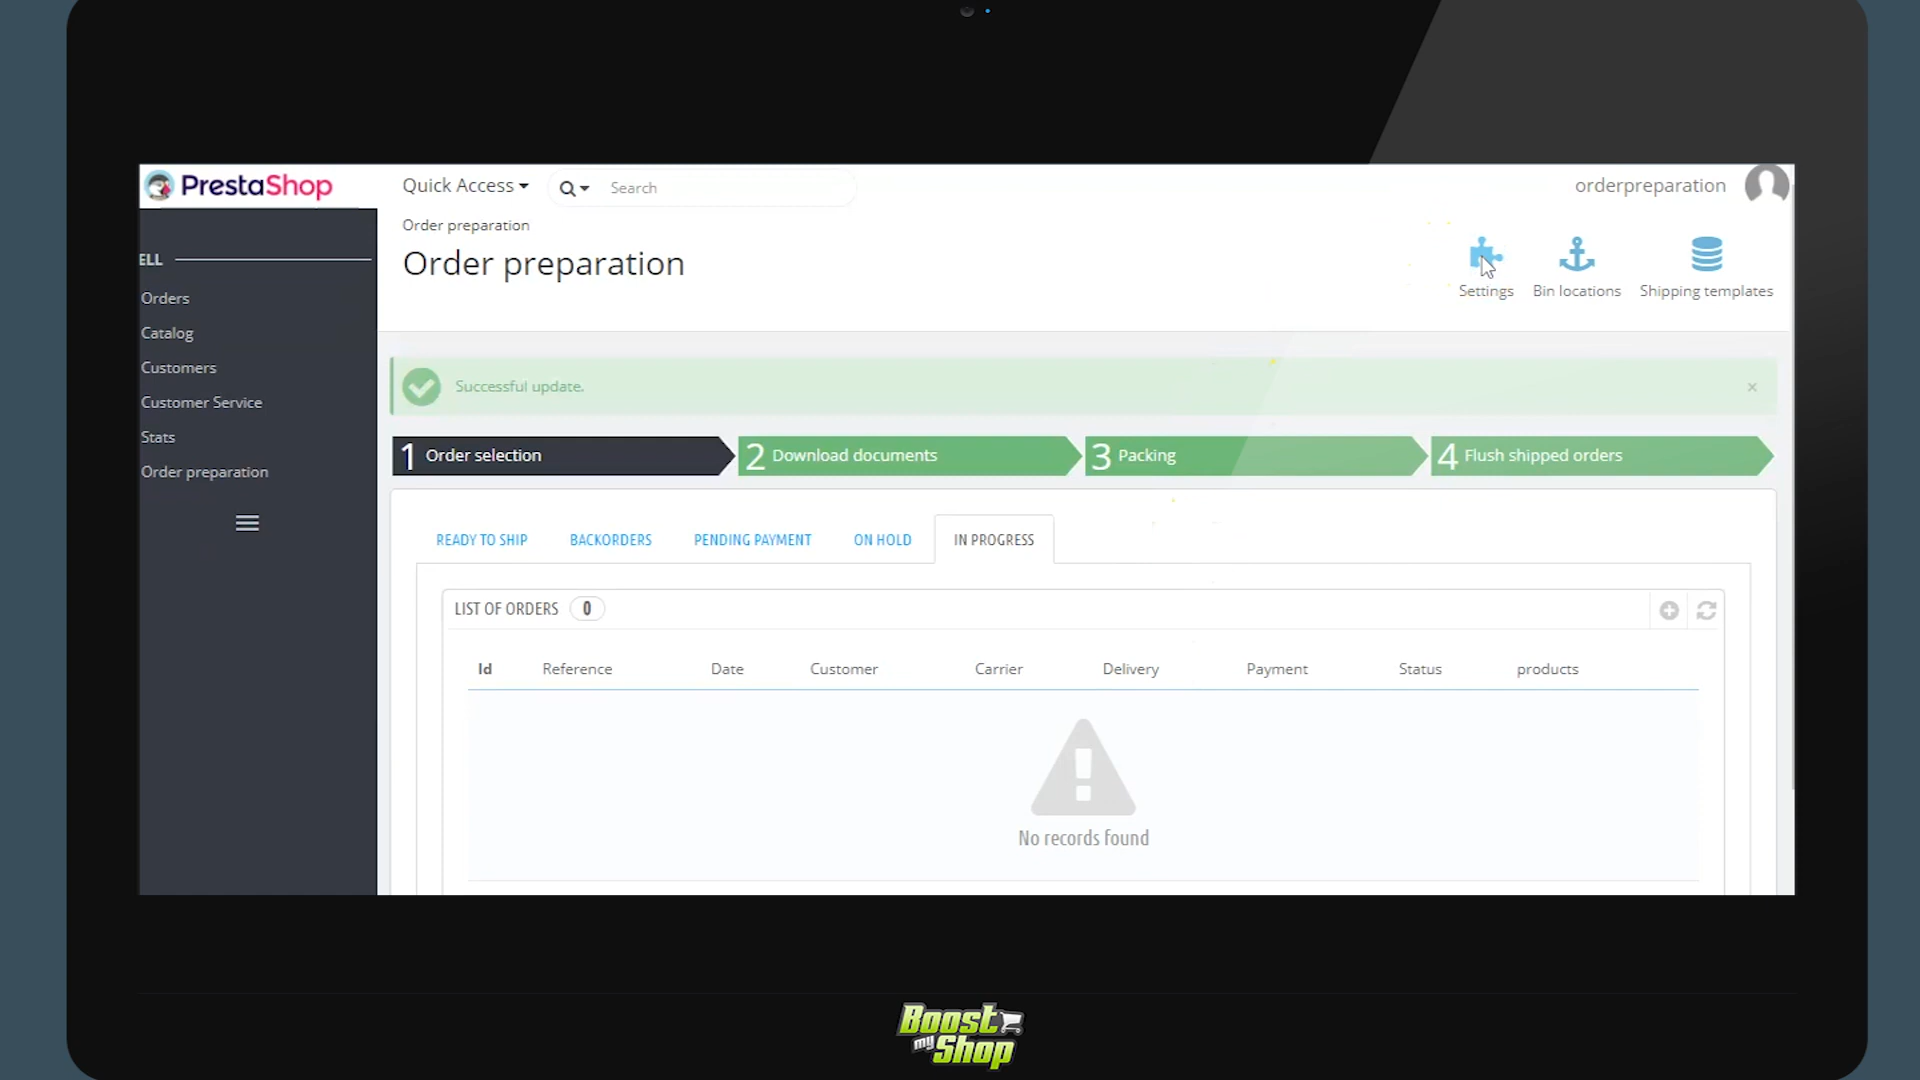 PrestaShop
Quick Access
Search
orderpreparation
Order preparation
Order preparation
Settings
Bin locations
Shipping templates
ELL
Orders
Catalog
Customers
Customer Service
Stats
Order preparation
Successful update.
×
1 Order selection
2 Download documents
3 Packing
4 Flush shipped orders
READY TO SHIP
BACKORDERS
PENDING PAYMENT
ON HOLD
IN PROGRESS
LIST OF ORDERS 0
Id Reference Date Customer Carrier Delivery Payment Status products
No records found
Boost
my Shop